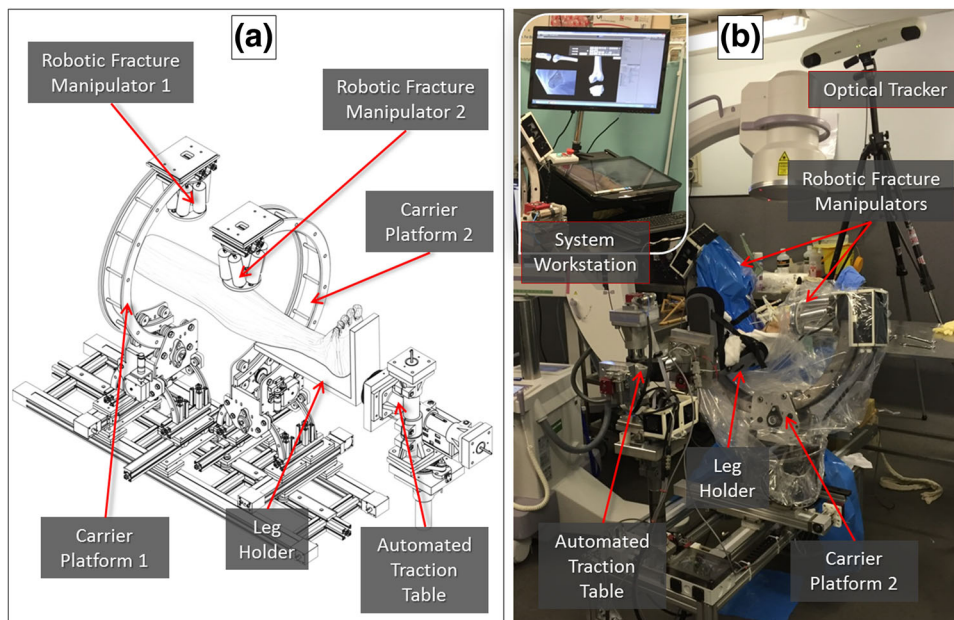 (a)
Robotic Fracture
Manipulator 1
Robotic Fracture
Manipulator 2
Carrier
Platform 2
Carrier
Platform 1
Leg
Holder
Automated
Traction
Table
(b)
Optical Tracker
Robotic Fracture
Manipulators
System
Workstation
Leg
Holder
Automated
Traction
Table
Carrier
Platform 2